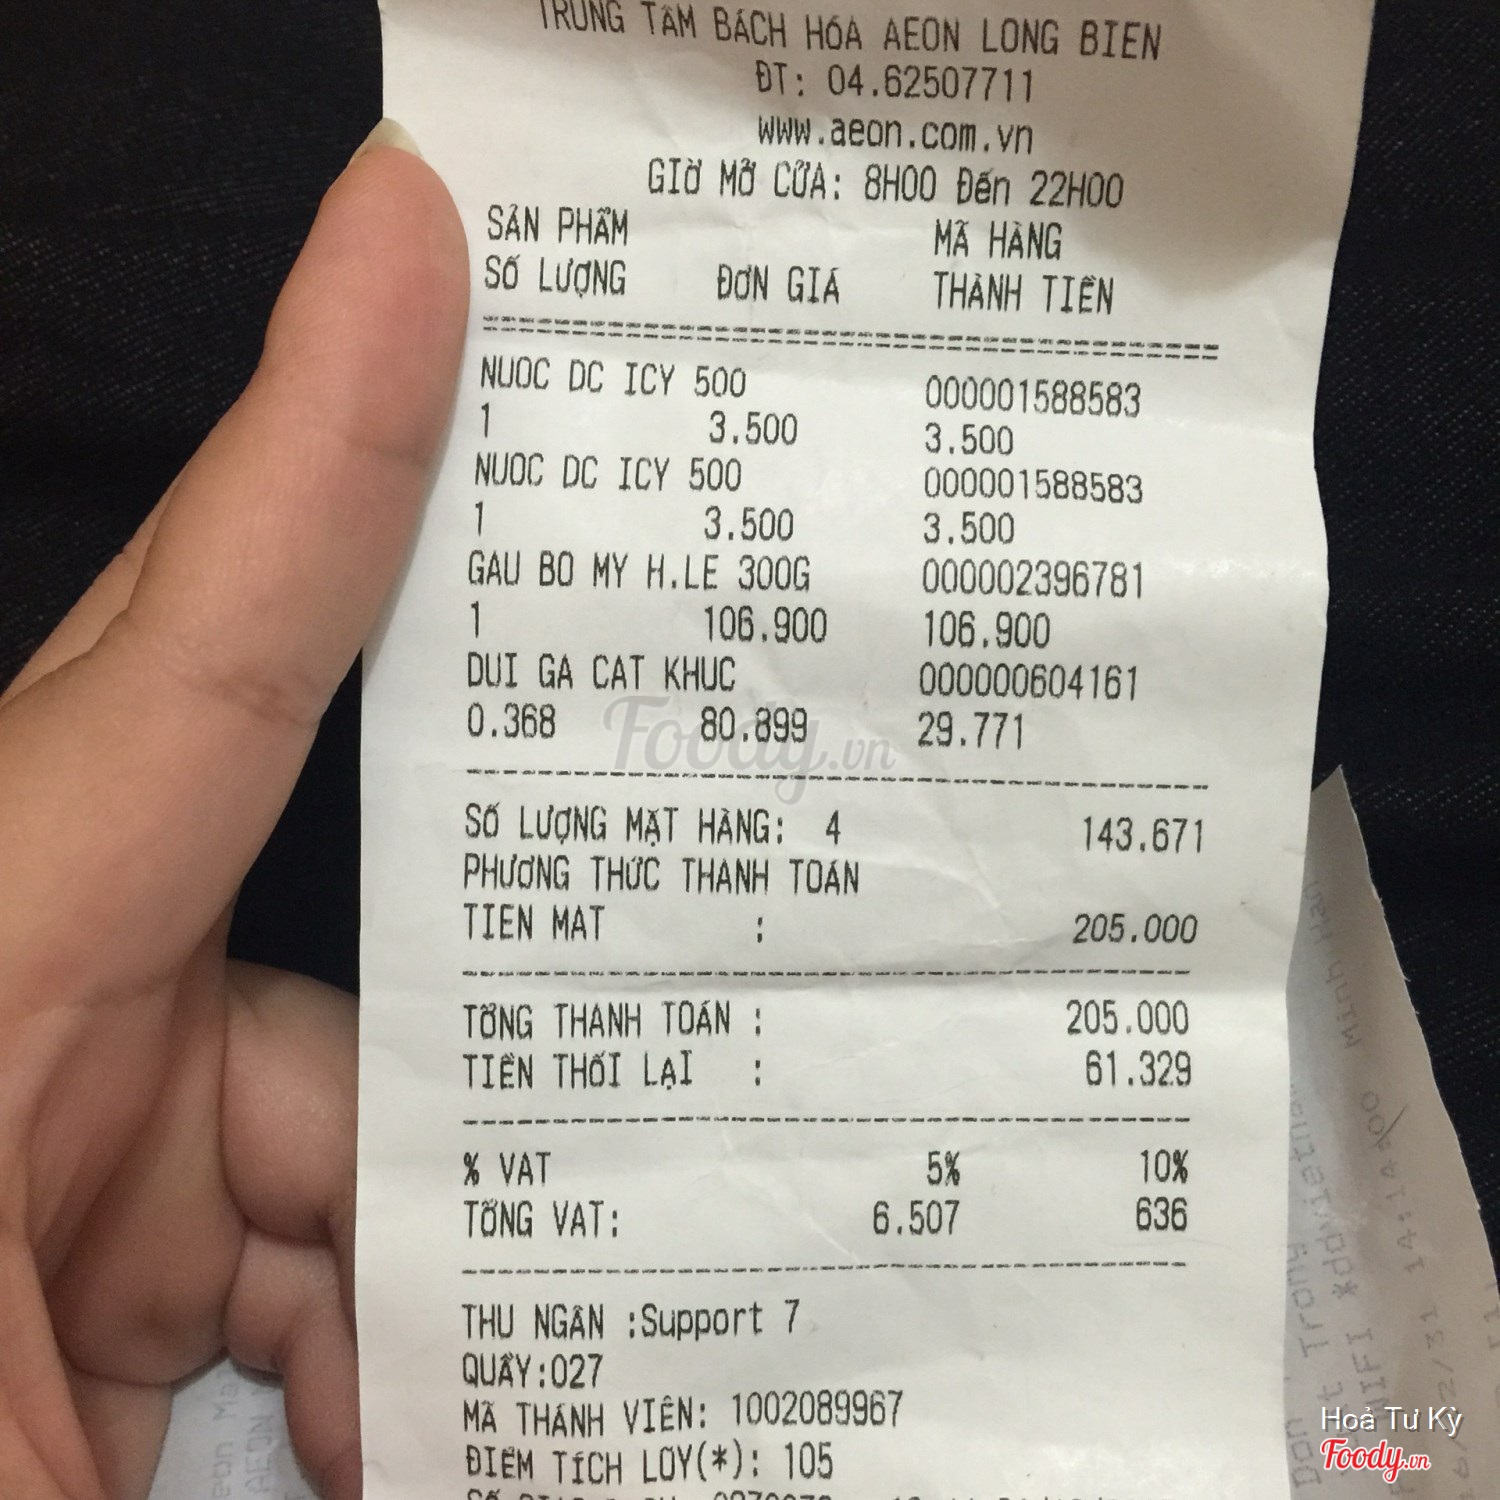 TRUNG TÂM BÁCH HÓA AEON LONG BIEN
ĐT: 04.62507711
www.aeon.com.vn
GIờ Mở CửA: 8H00 Đến 22H00
SẢN PHẨM MÃ HÀNG
SỐ LƯỢNG ĐƠN GIÁ THÀNH TIỀN
NUOC DC ICY 500 000001588583
1 3.500 3.500
NUOC DC ICY 500 000001588583
1 3.500 3.500
GAU BO MY H.LE 300G 000002396781
1 106.900 106.900
DUI GA CAT KHUC 000000604161
0.368 80.899 29.771
Foody.vn
SỐ LƯỢNG MẶT HÀNG: 4 143.671
PHƯƠNG THỨC THANH TOÁN
TIEN MAT : 205.000
TỔNG THANH TOÁN : 205.000
TIỀN THỐI LẠI : 61.329
% VAT 5% 10%
TỔNG VAT: 6.507 636
THU NGÂN :Support 7
QUẦY:027
MÃ THÀNH VIÊN: 1002089967
ĐIỂM TÍCH LŨY(*): 105
Hoả Tư Kỳ
Foody.vn